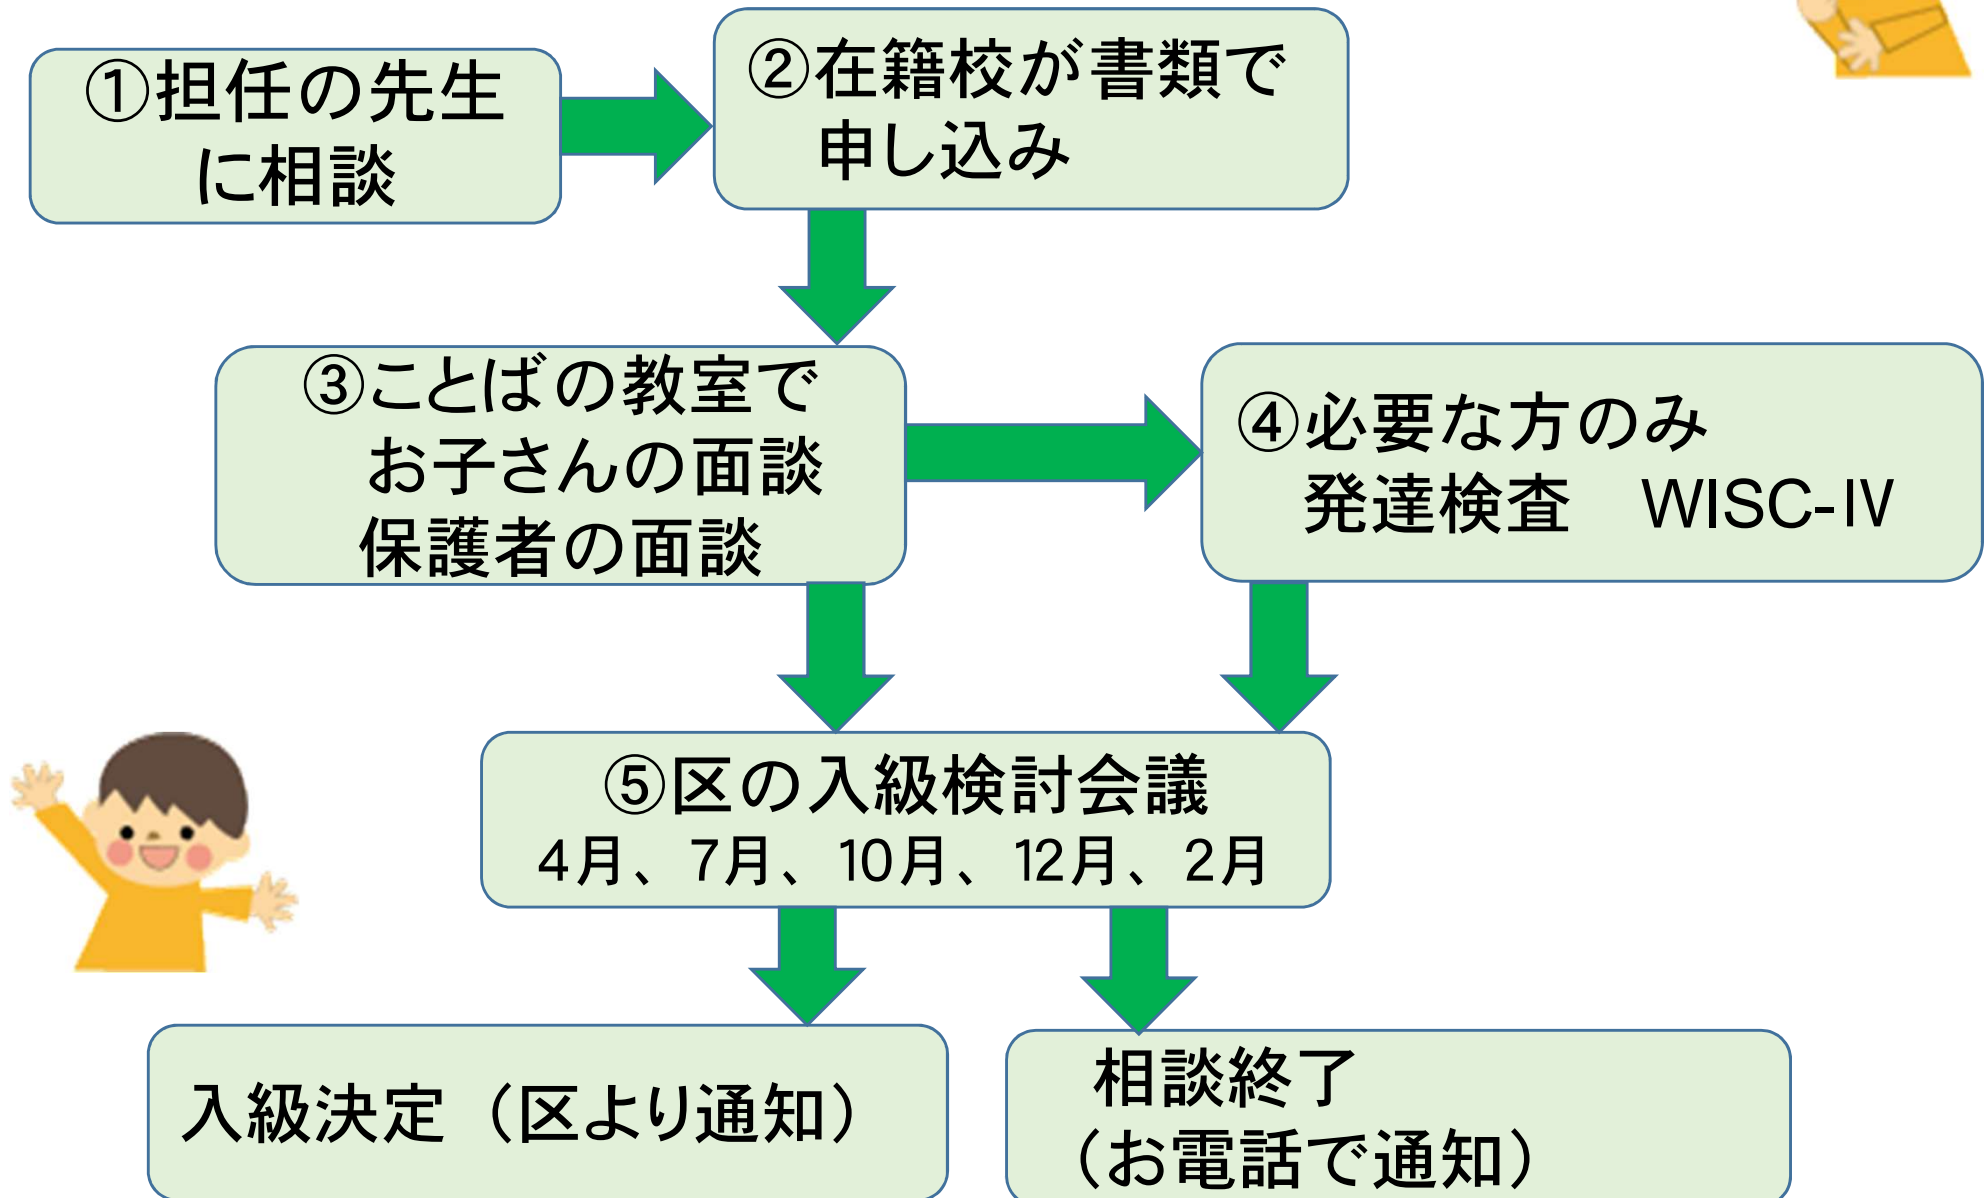 ①担任の先生
に相談
②在籍校が書類で
申し込み
③ことばの教室で
お子さんの面談
保護者の面談
④必要な方のみ
発達検査　WISC-Ⅳ
⑤区の入級検討会議
4月、7月、10月、12月、2月
入級決定（区より通知）
相談終了
（お電話で通知）